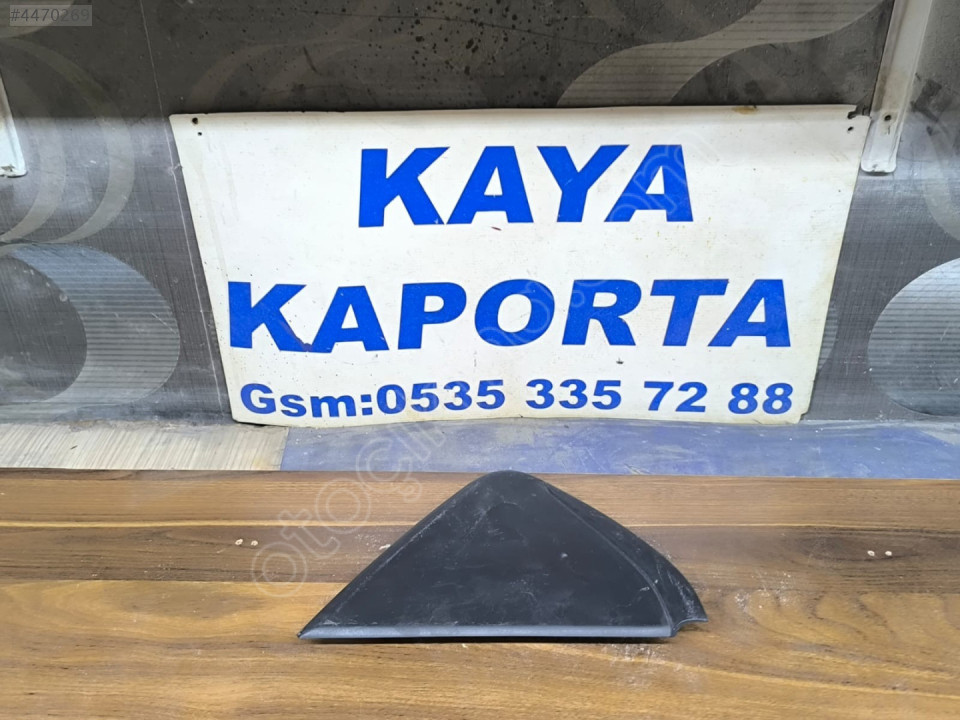 #4470269
KAYA
KAPORTA
Gsm:0535 335 72 88